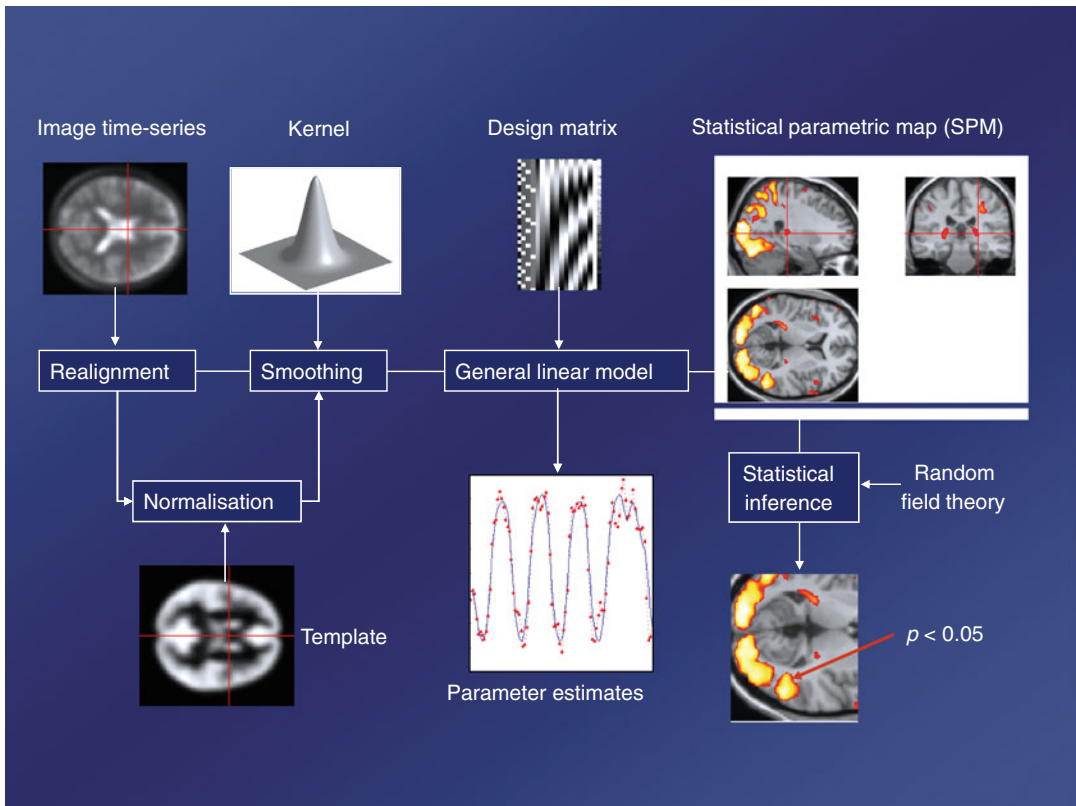 Image time-series
Kernel
Design matrix
Statistical parametric map (SPM)
Realignment
Smoothing
General linear model
Normalisation
Statistical
inference
Random
field theory
Template
Parameter estimates
p < 0.05